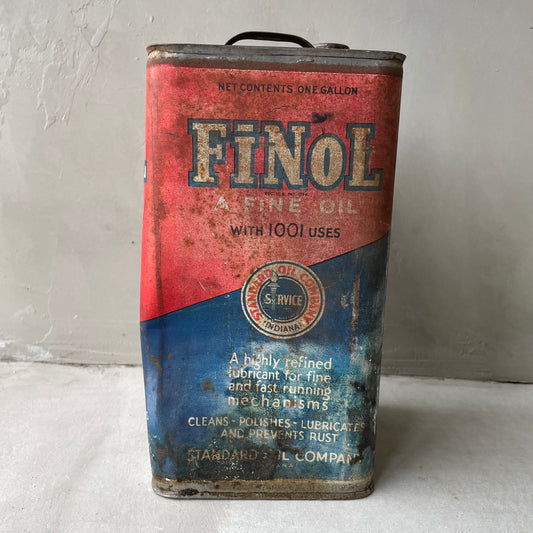 NET CONTENTS ONE GALLON
FINOL
A FINE OIL
WITH 1001 USES
STANDARD OIL COMPANY
SERVICE
INDIANA
A highly refined
lubricant for fine
and fast running
mechanisms
CLEANS - POLISHES - LUBRICATES
AND PREVENTS RUST
STANDARD OIL COMPANY